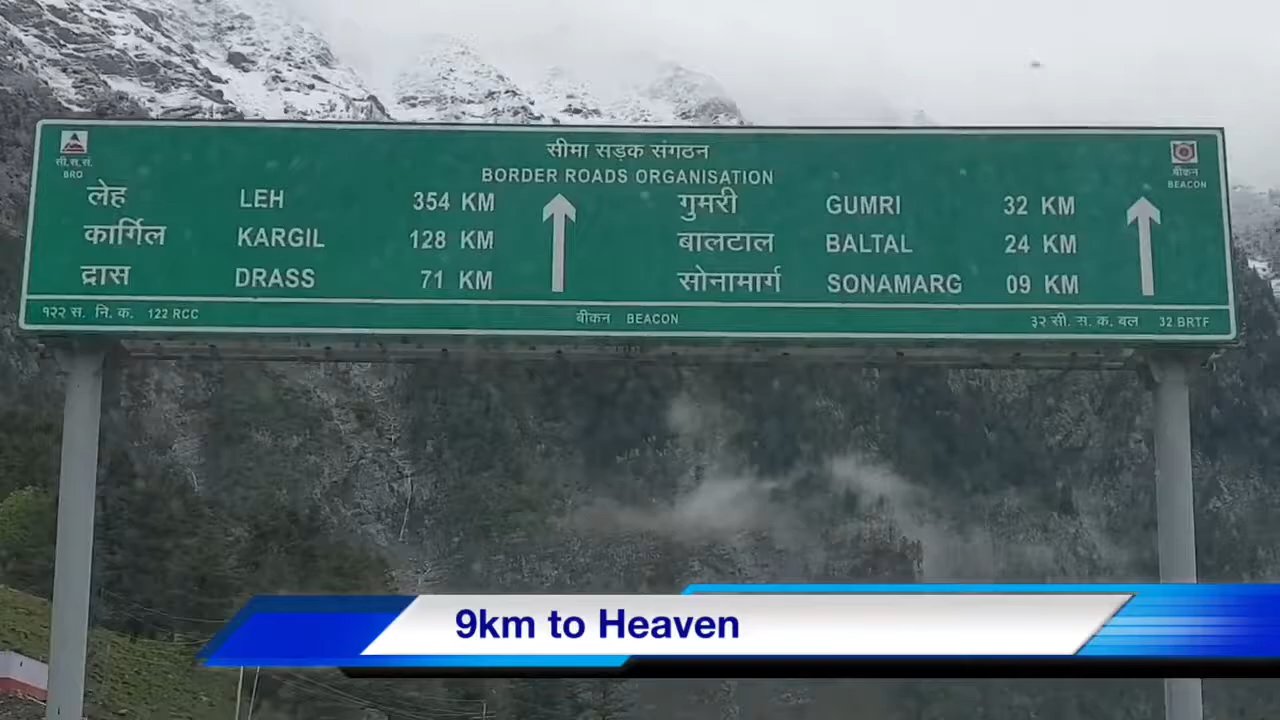 सीमा सड़क संगठन
BORDER ROADS ORGANISATION
सी.स.सं.
BRO
बीकन
BEACON
लेह LEH 354 KM
कार्गिल KARGIL 128 KM
द्रास DRASS 71 KM
गुमरी GUMRI 32 KM
बालटाल BALTAL 24 KM
सोनामार्ग SONAMARG 09 KM
१२२ स. नि. क. 122 RCC
बीकन BEACON
३२ सी. स. क. बल 32 BRTF
9km to Heaven